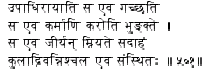 उपाधिरायाति स एव गच्छति
स एव कर्माणि करोति भुङ्क्ते ।
स एव जीर्यन् म्रियते सदाहं
कुलाद्रिवन्निश्चल एव संस्थितः ॥ ५०१॥